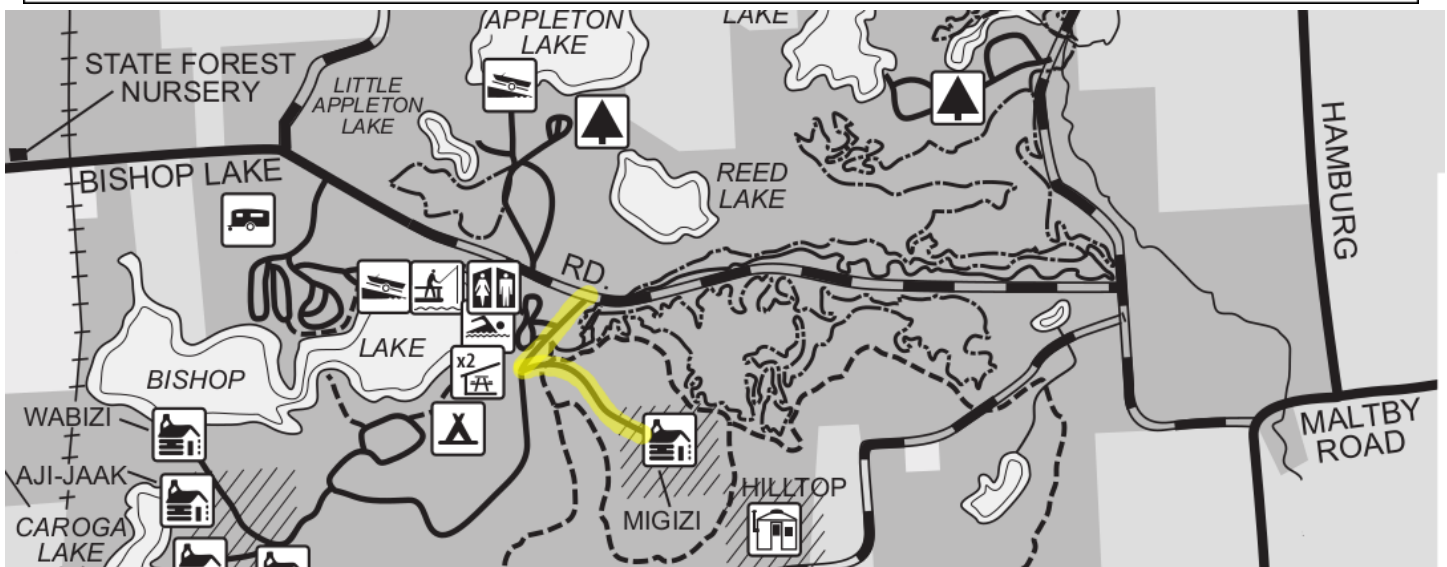 APPLETON
LAKE
LAKE
STATE FOREST
NURSERY
LITTLE
APPLETON
LAKE
BISHOP LAKE
RD.
REED
LAKE
HAMBURG
LAKE
BISHOP
x2
WABIZI
AJI-JAAK
CAROGA
LAKE
MIGIZI
HILLTOP
MALTBY
ROAD